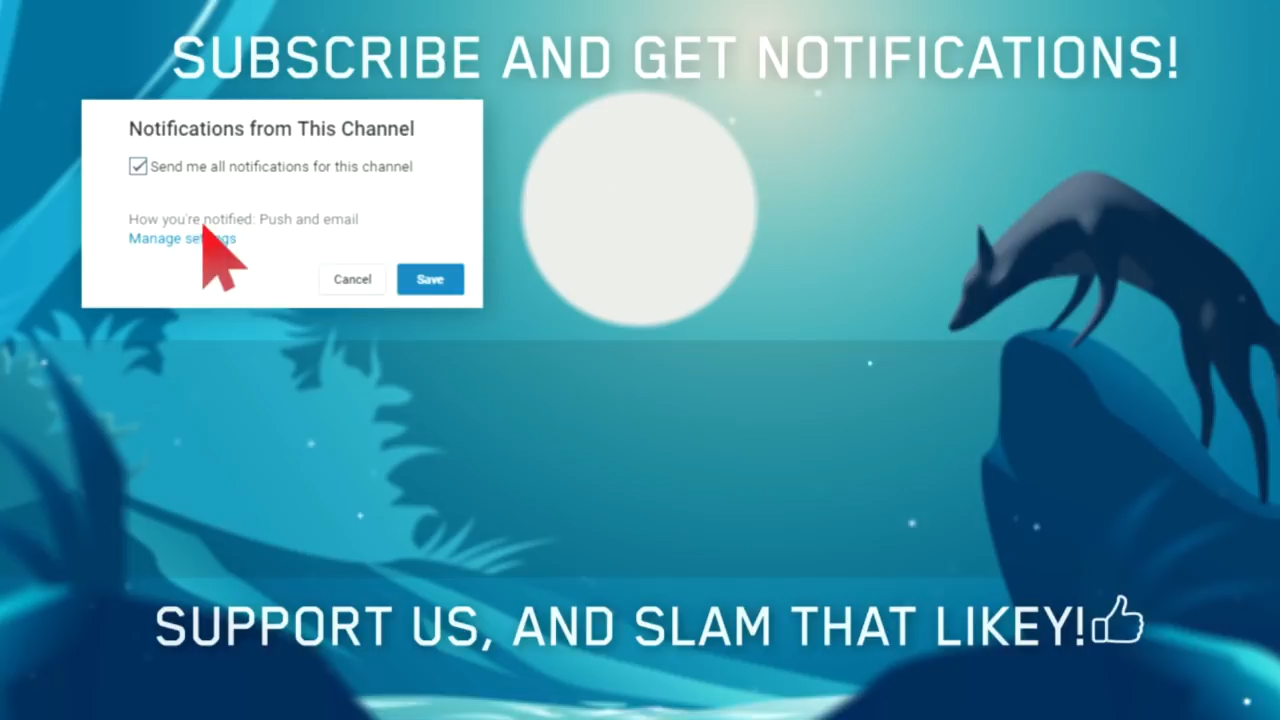 SUBSCRIBE AND GET NOTIFICATIONS!
Notifications from This Channel
Send me all notifications for this channel
How you're notified: Push and email
Manage settings
Cancel Save
SUPPORT US, AND SLAM THAT LIKEY!